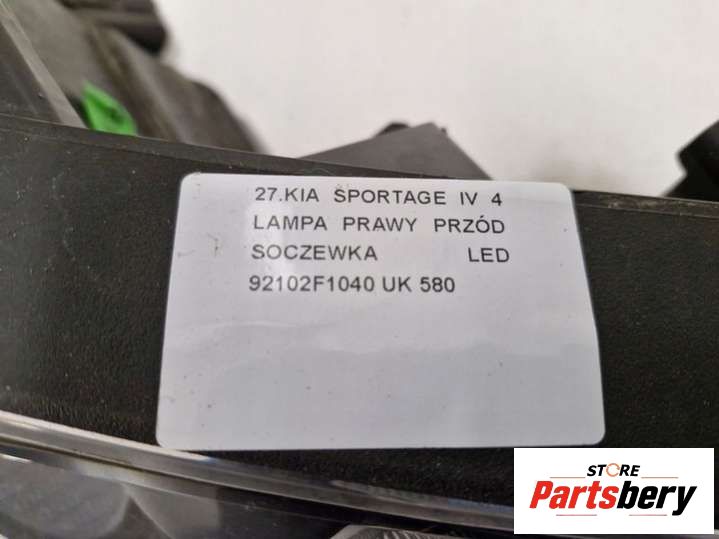 27.KIA SPORTAGE IV 4
LAMPA PRAWY PRZÓD
SOCZEWKA LED
92102F1040 UK 580
STORE
Partsbery